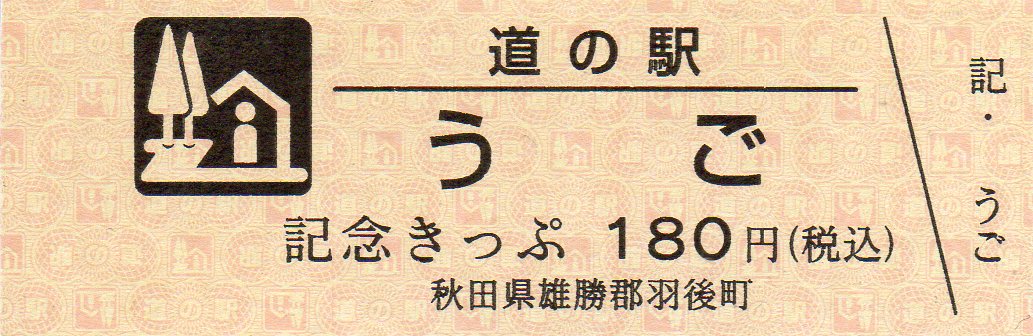 道の駅
うご
記念きっぷ 180円(税込)
秋田県雄勝郡羽後町
記・うご